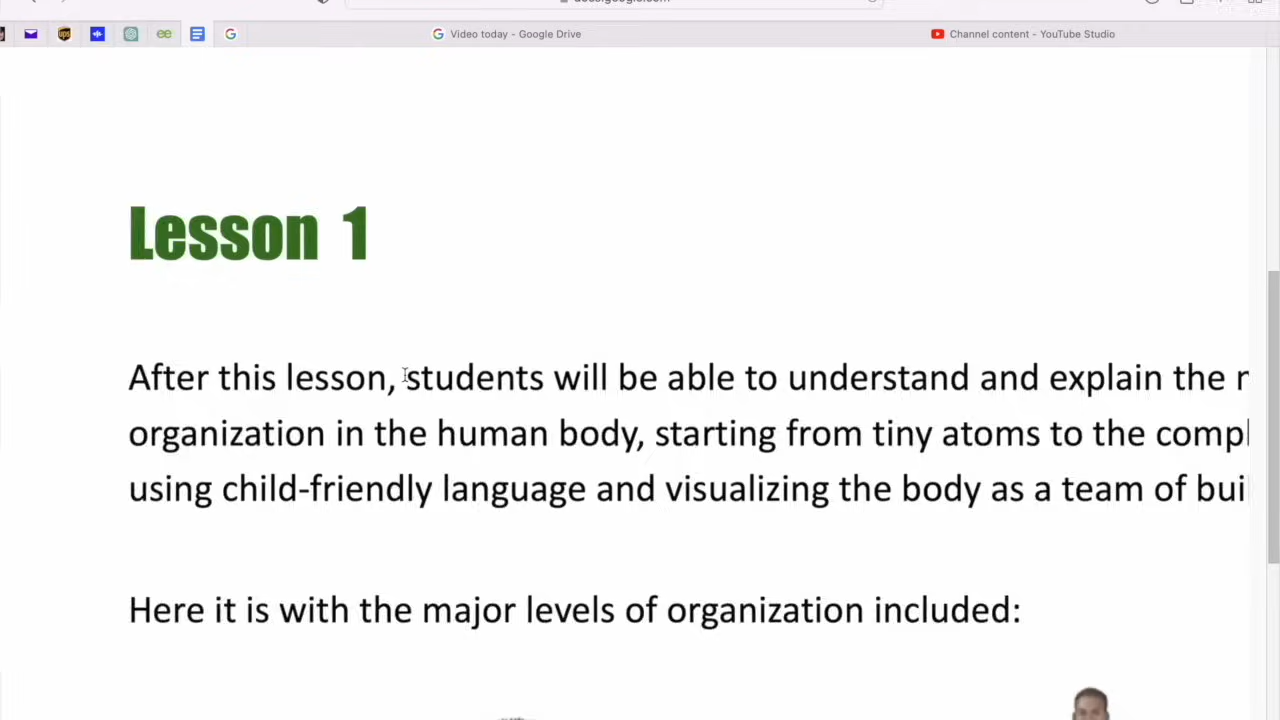 ups
ee
Video today - Google Drive
Channel content - YouTube Studio
Lesson 1
After this lesson, students will be able to understand and explain the
organization in the human body, starting from tiny atoms to the
using child-friendly language and visualizing the body as a team of
Here it is with the major levels of organization included: